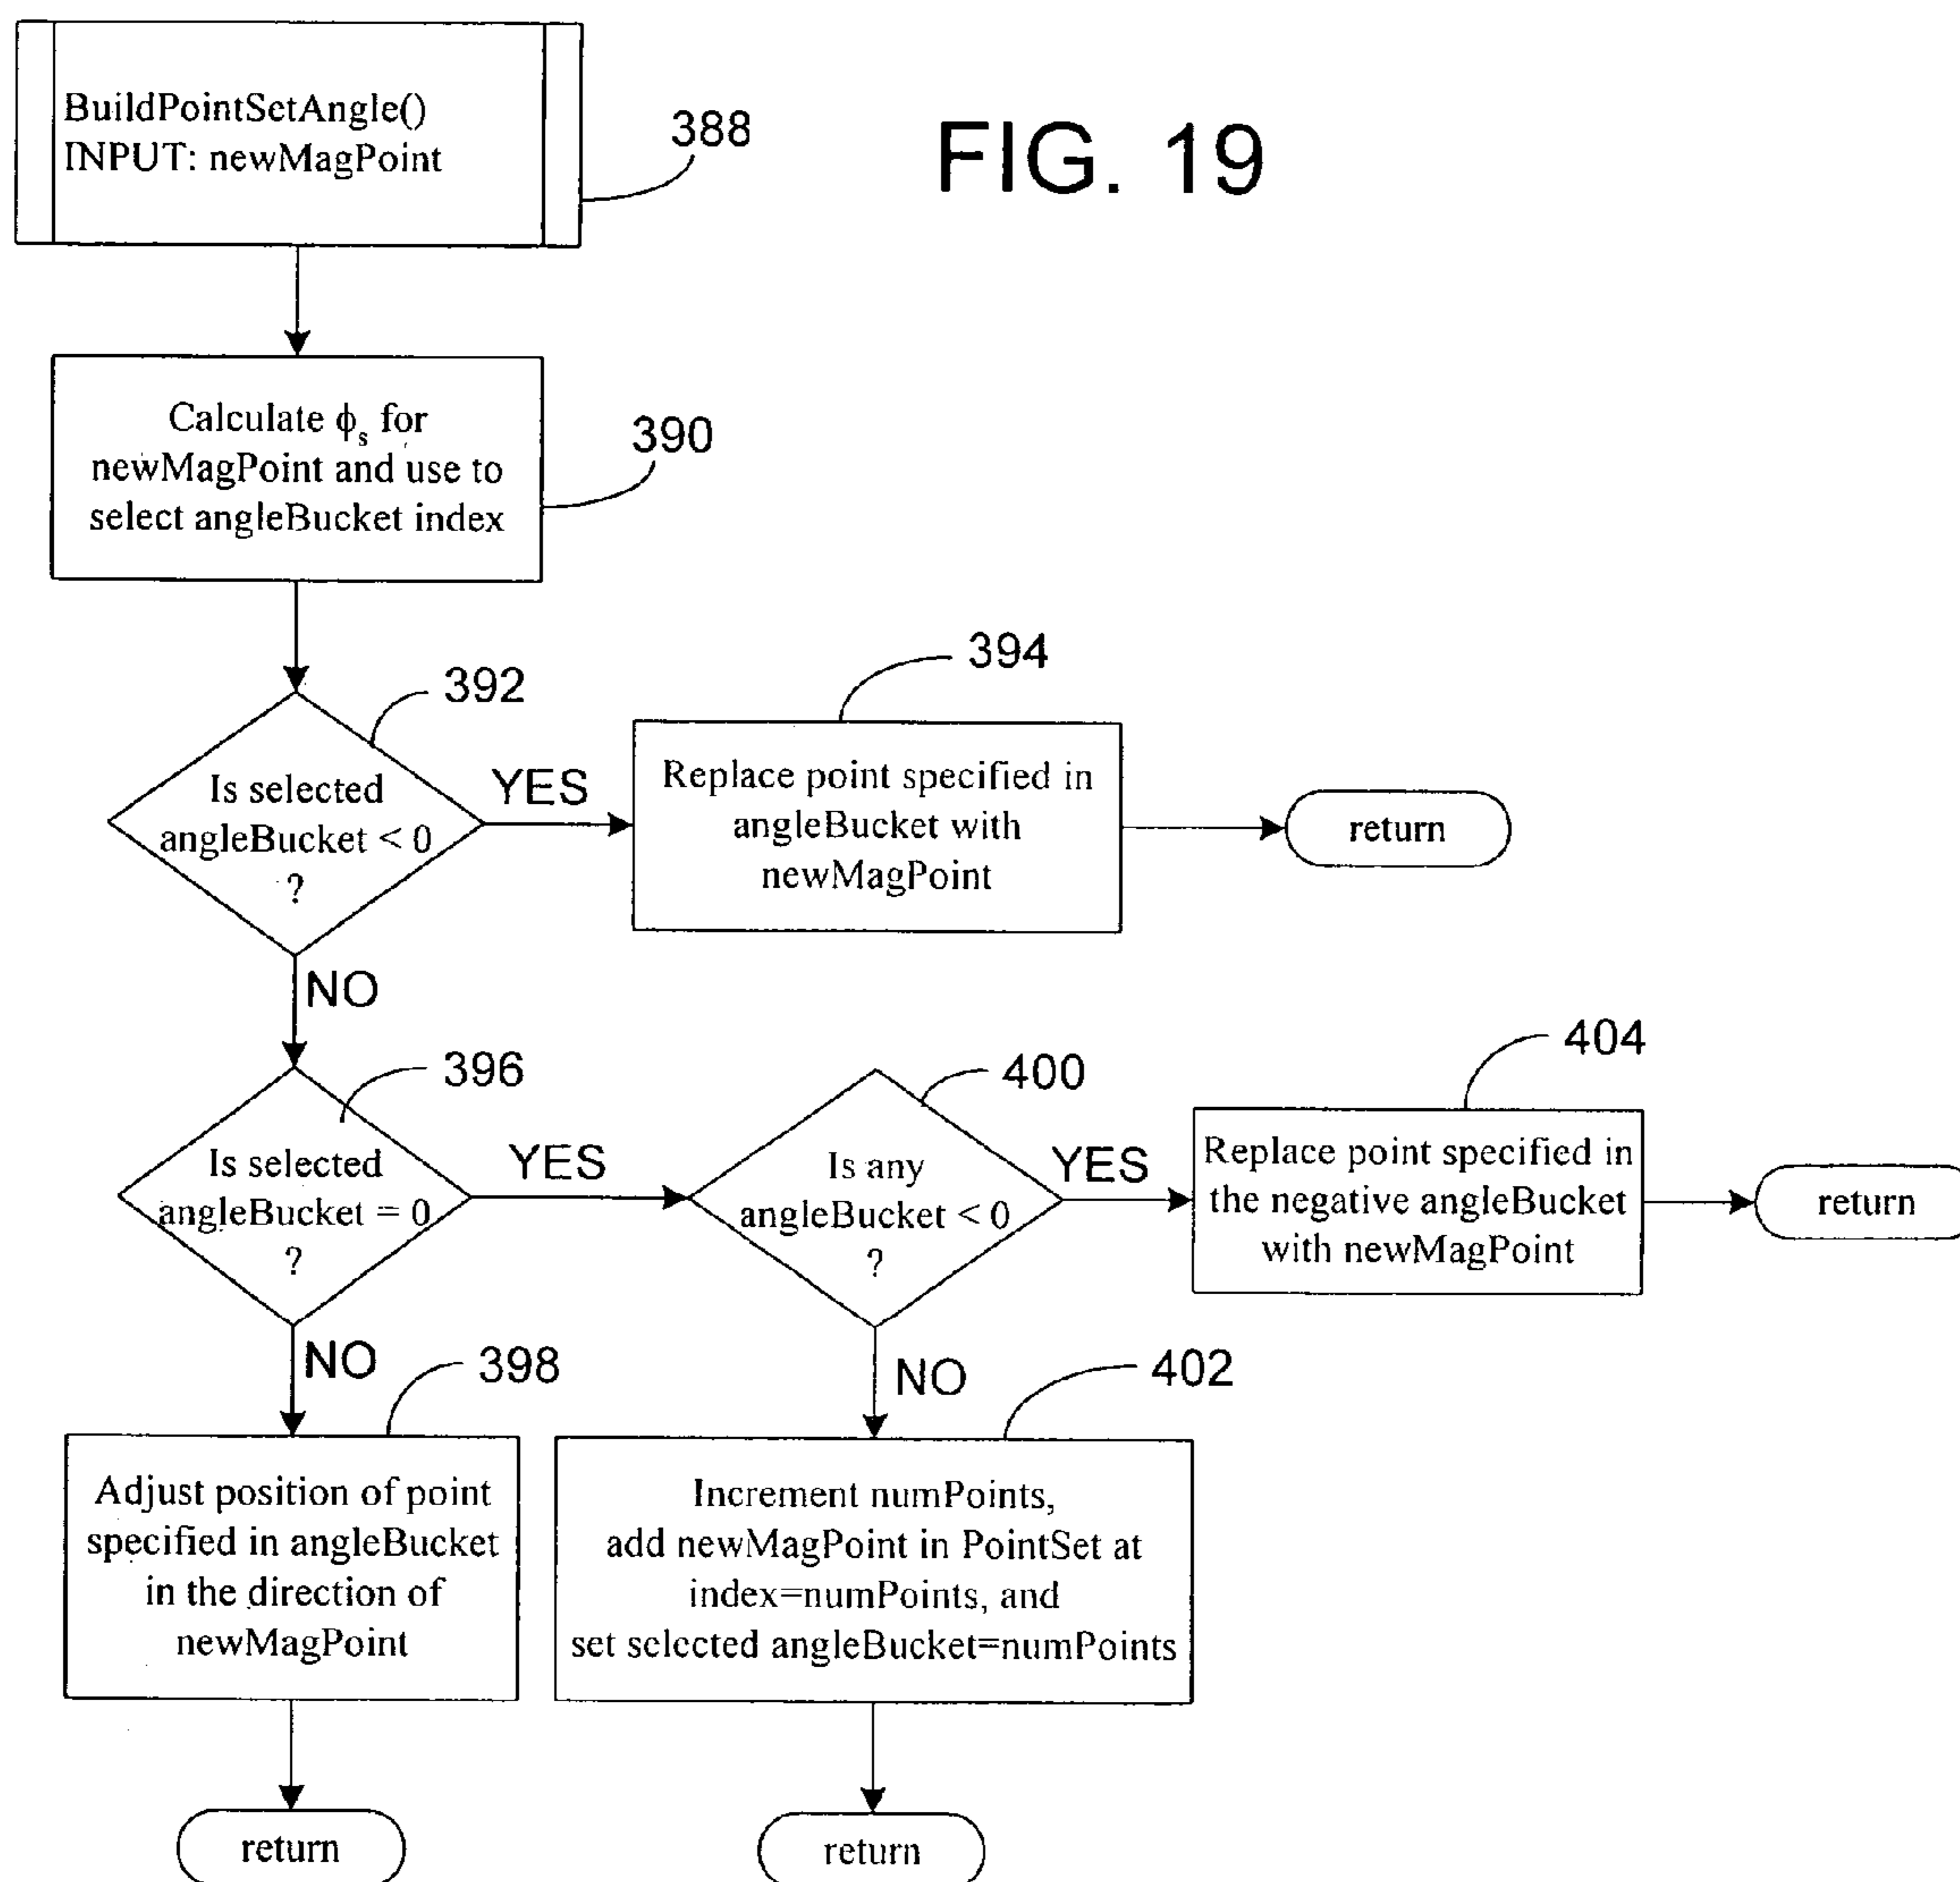 BuildPointSetAngle()
INPUT: newMagPoint
388
FIG. 19
Calculate ϕs for
newMagPoint and use to
select angleBucket index
390
392
Is selected
angleBucket < 0
?
YES
394
Replace point specified in
angleBucket with
newMagPoint
return
NO
396
Is selected
angleBucket = 0
?
YES
400
Is any
angleBucket < 0
?
YES
404
Replace point specified in
the negative angleBucket
with newMagPoint
return
NO
398
Adjust position of point
specified in angleBucket
in the direction of
newMagPoint
return
NO
402
Increment numPoints,
add newMagPoint in PointSet at
index=numPoints, and
set selected angleBucket=numPoints
return